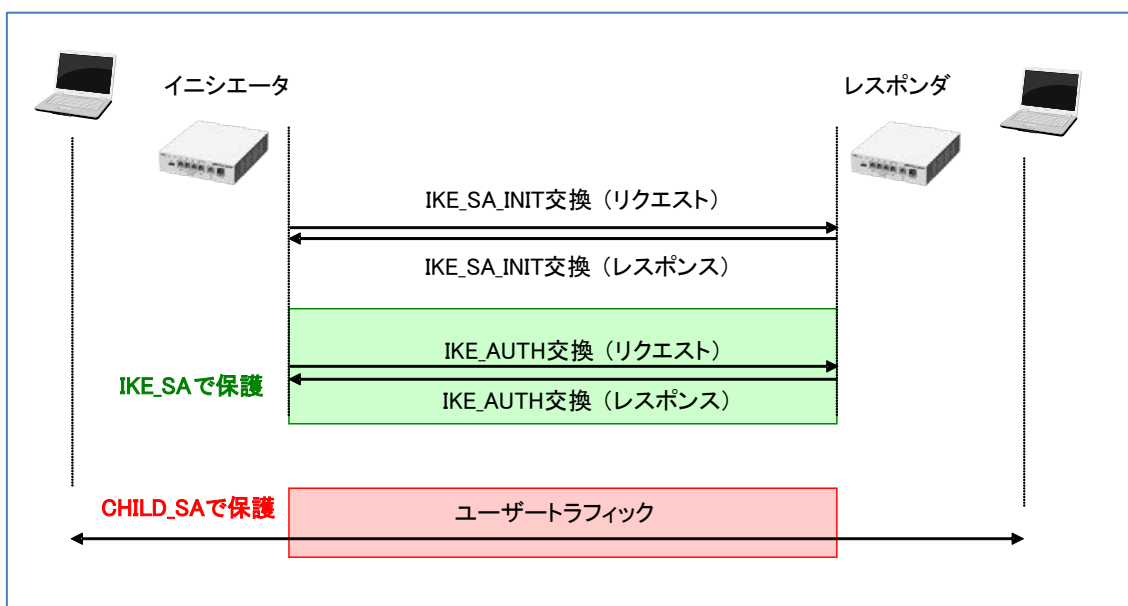 イニシエータ
レスポンダ
IKE_SA_INIT交換（リクエスト）
IKE_SA_INIT交換（レスポンス）
IKE_AUTH交換（リクエスト）
IKE_SAで保護
IKE_AUTH交換（レスポンス）
CHILD_SAで保護
ユーザートラフィック